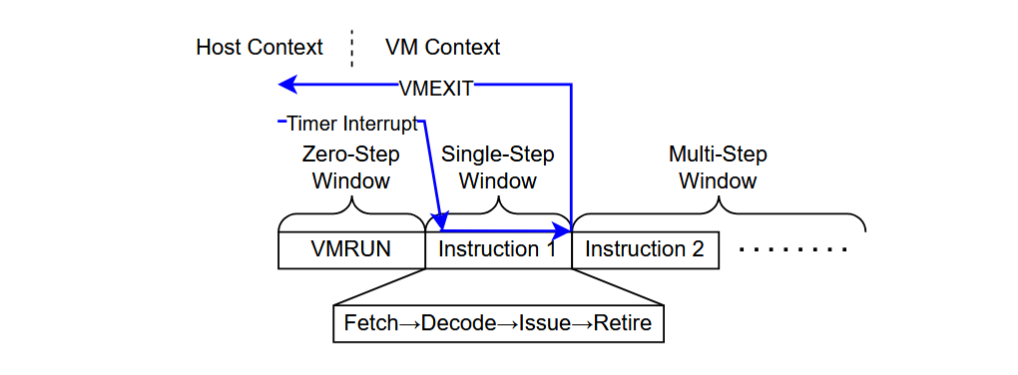 Host Context
VM Context
VMEXIT
Timer Interrupt
Zero-Step
Window
Single-Step
Window
Multi-Step
Window
VMRUN
Instruction 1
Instruction 2
........
Fetch→Decode→Issue→Retire